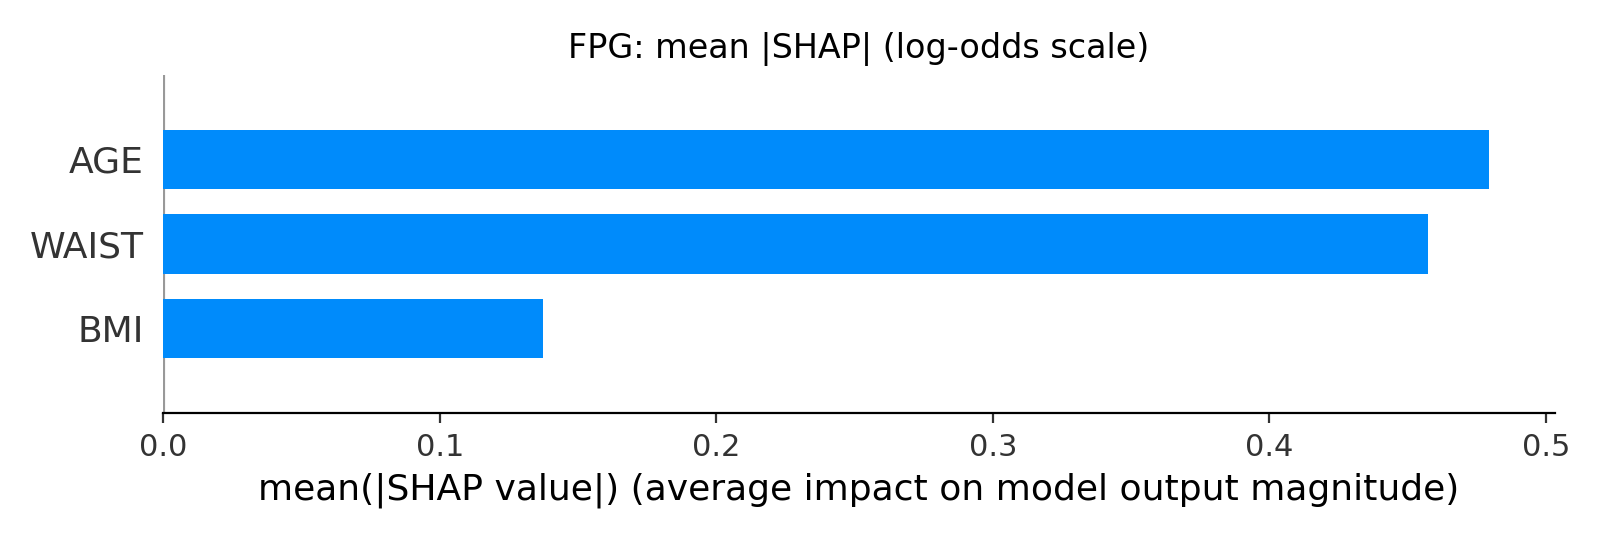 FPG: mean |SHAP| (log-odds scale)
AGE
WAIST
BMI
0.0 0.1 0.2 0.3 0.4 0.5
mean(|SHAP value|) (average impact on model output magnitude)